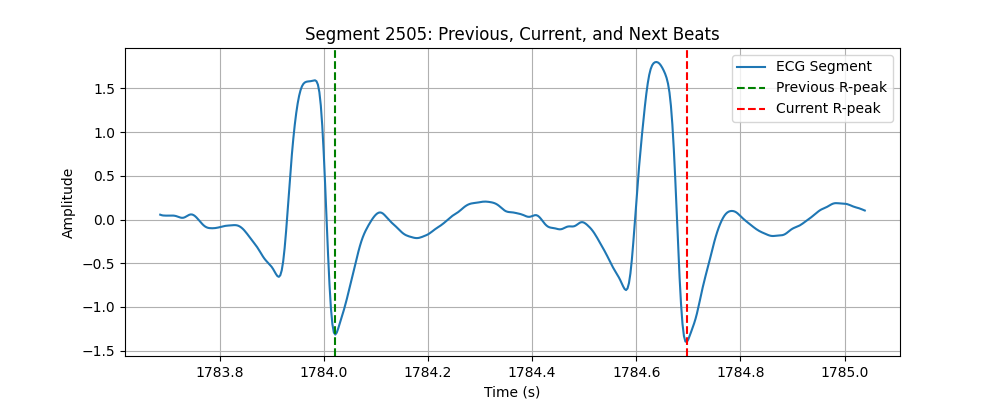 Segment 2505: Previous, Current, and Next Beats
ECG Segment
Previous R-peak
Current R-peak
Amplitude
1.5
1.0
0.5
0.0
−0.5
−1.0
−1.5
1783.8 1784.0 1784.2 1784.4 1784.6 1784.8 1785.0
Time (s)